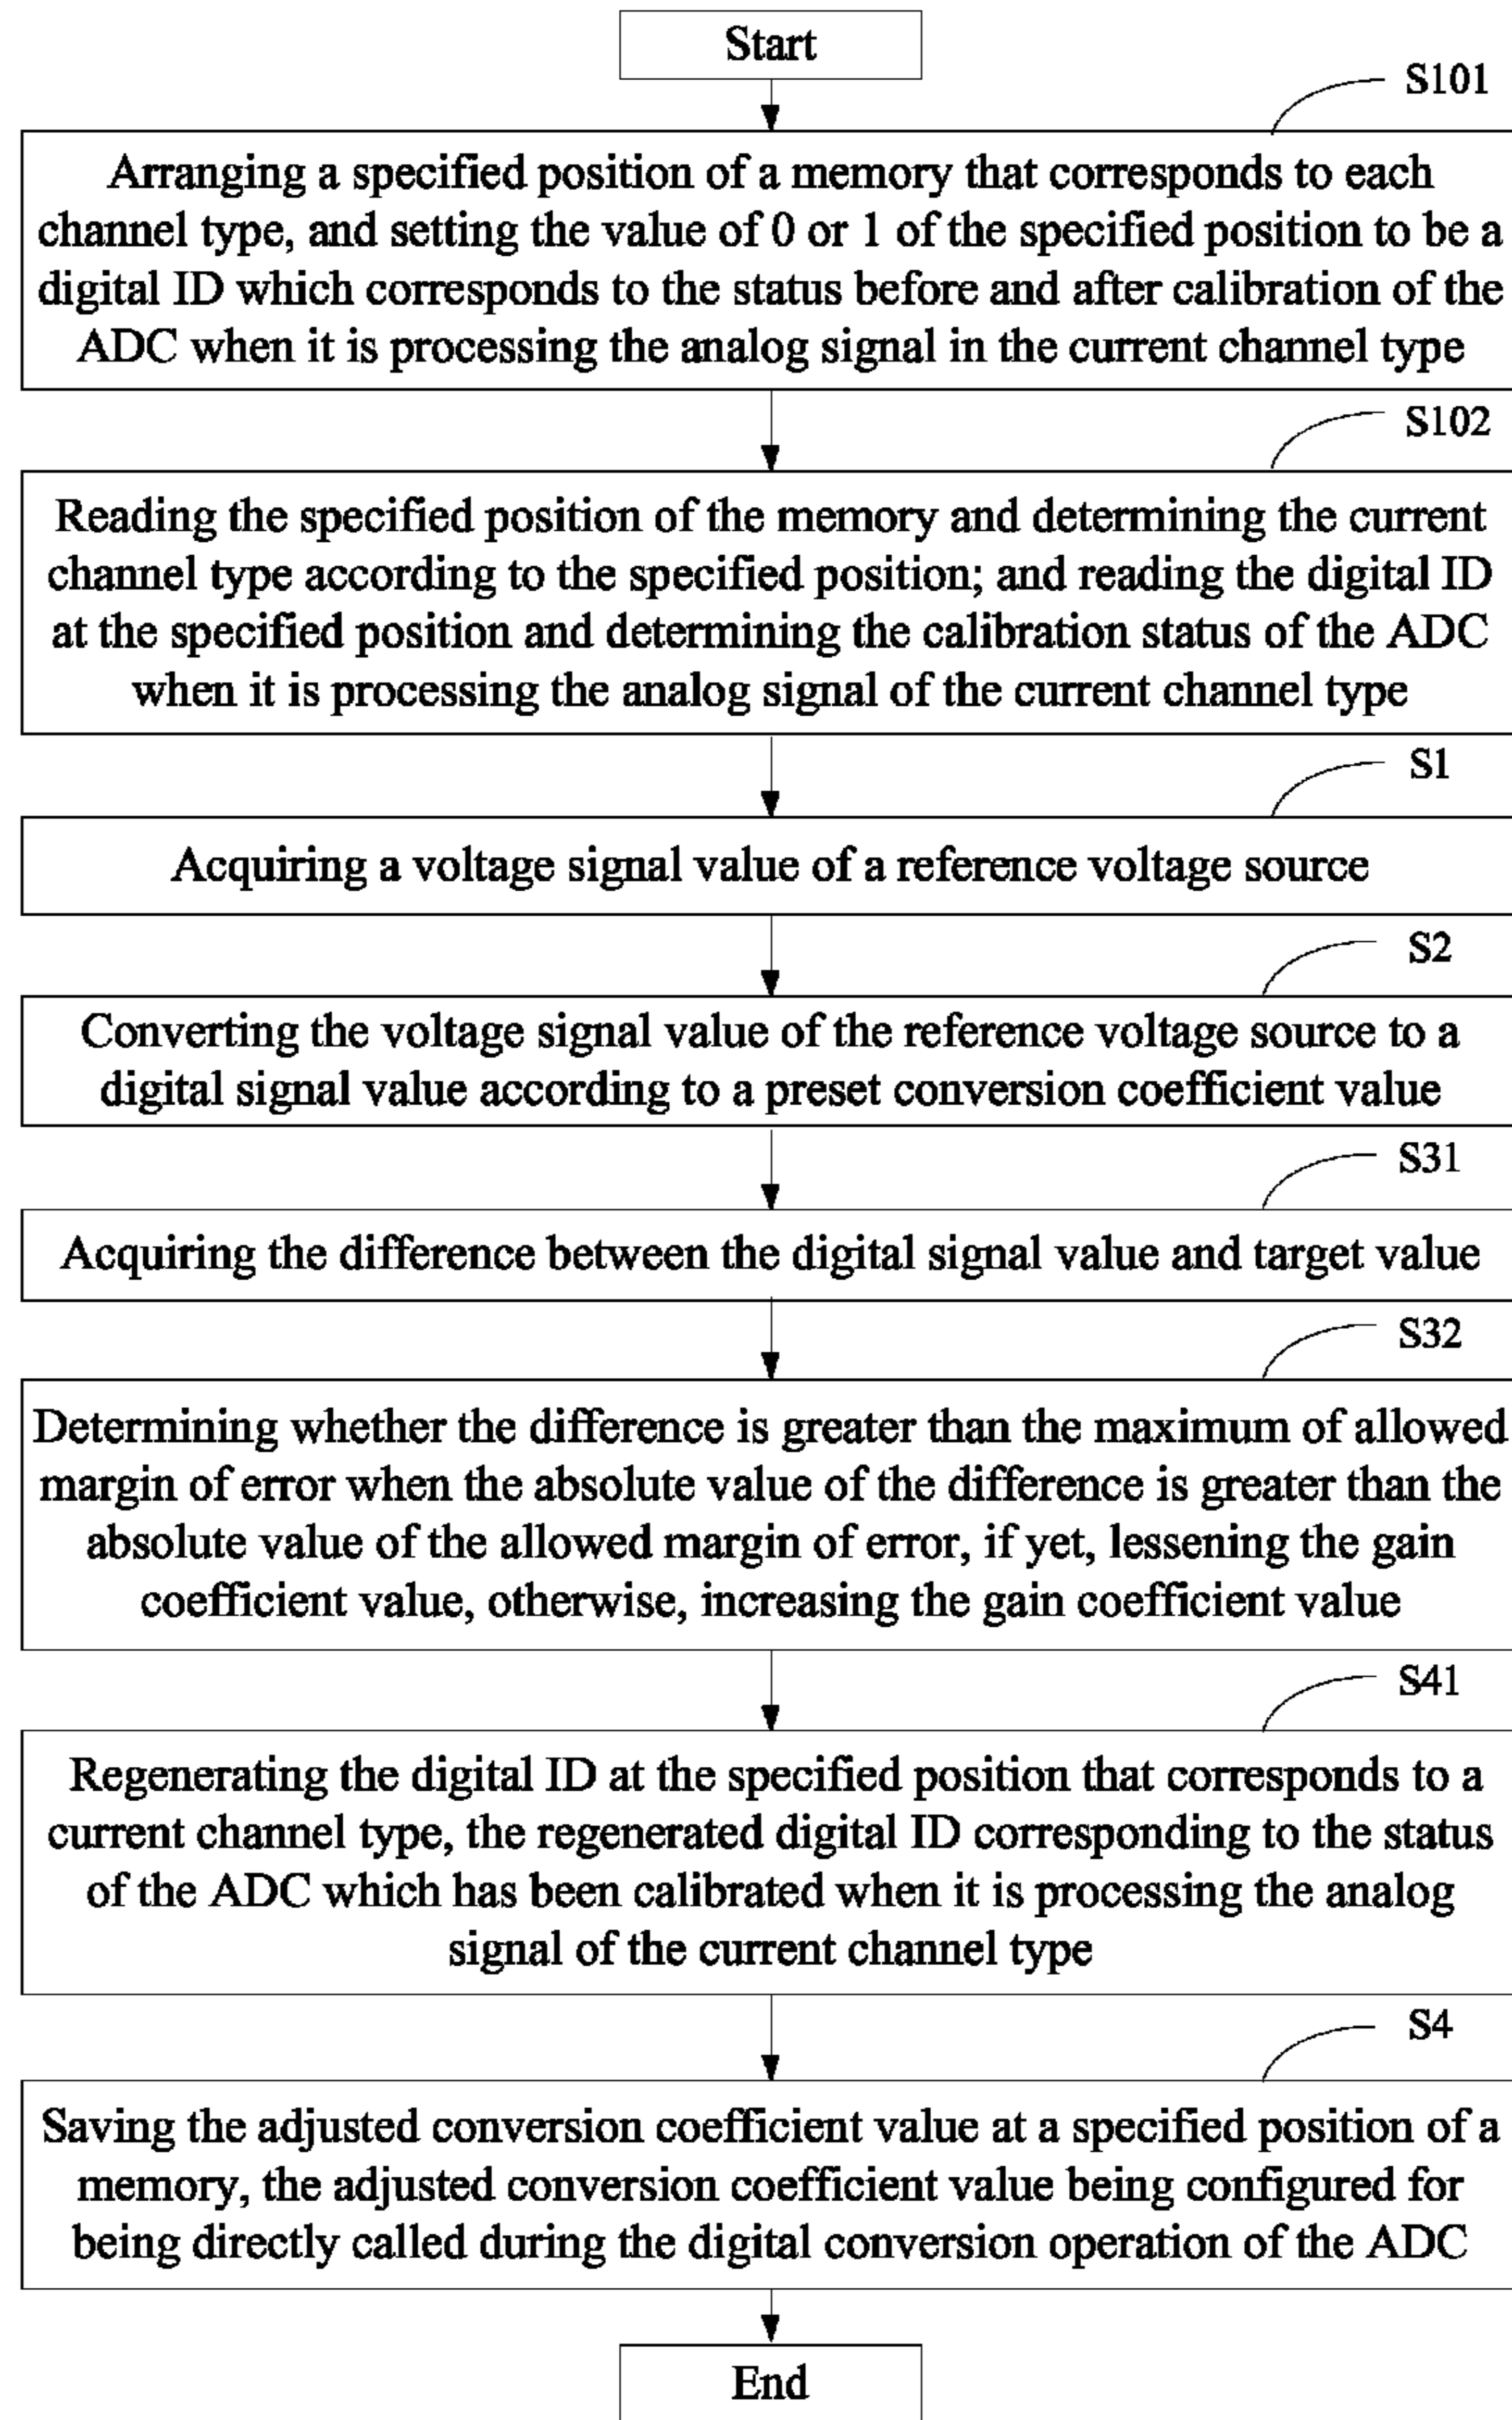 Start
S101
Arranging a specified position of a memory that corresponds to each
channel type, and setting the value of 0 or 1 of the specified position to be a
digital ID which corresponds to the status before and after calibration of the
ADC when it is processing the analog signal in the current channel type
S102
Reading the specified position of the memory and determining the current
channel type according to the specified position; and reading the digital ID
at the specified position and determining the calibration status of the ADC
when it is processing the analog signal of the current channel type
S1
Acquiring a voltage signal value of a reference voltage source
S2
Converting the voltage signal value of the reference voltage source to a
digital signal value according to a preset conversion coefficient value
S31
Acquiring the difference between the digital signal value and target value
S32
Determining whether the difference is greater than the maximum of allowed
margin of error when the absolute value of the difference is greater than the
absolute value of the allowed margin of error, if yet, lessening the gain
coefficient value, otherwise, increasing the gain coefficient value
S41
Regenerating the digital ID at the specified position that corresponds to a
current channel type, the regenerated digital ID corresponding to the status
of the ADC which has been calibrated when it is processing the analog
signal of the current channel type
S4
Saving the adjusted conversion coefficient value at a specified position of a
memory, the adjusted conversion coefficient value being configured for
being directly called during the digital conversion operation of the ADC
End